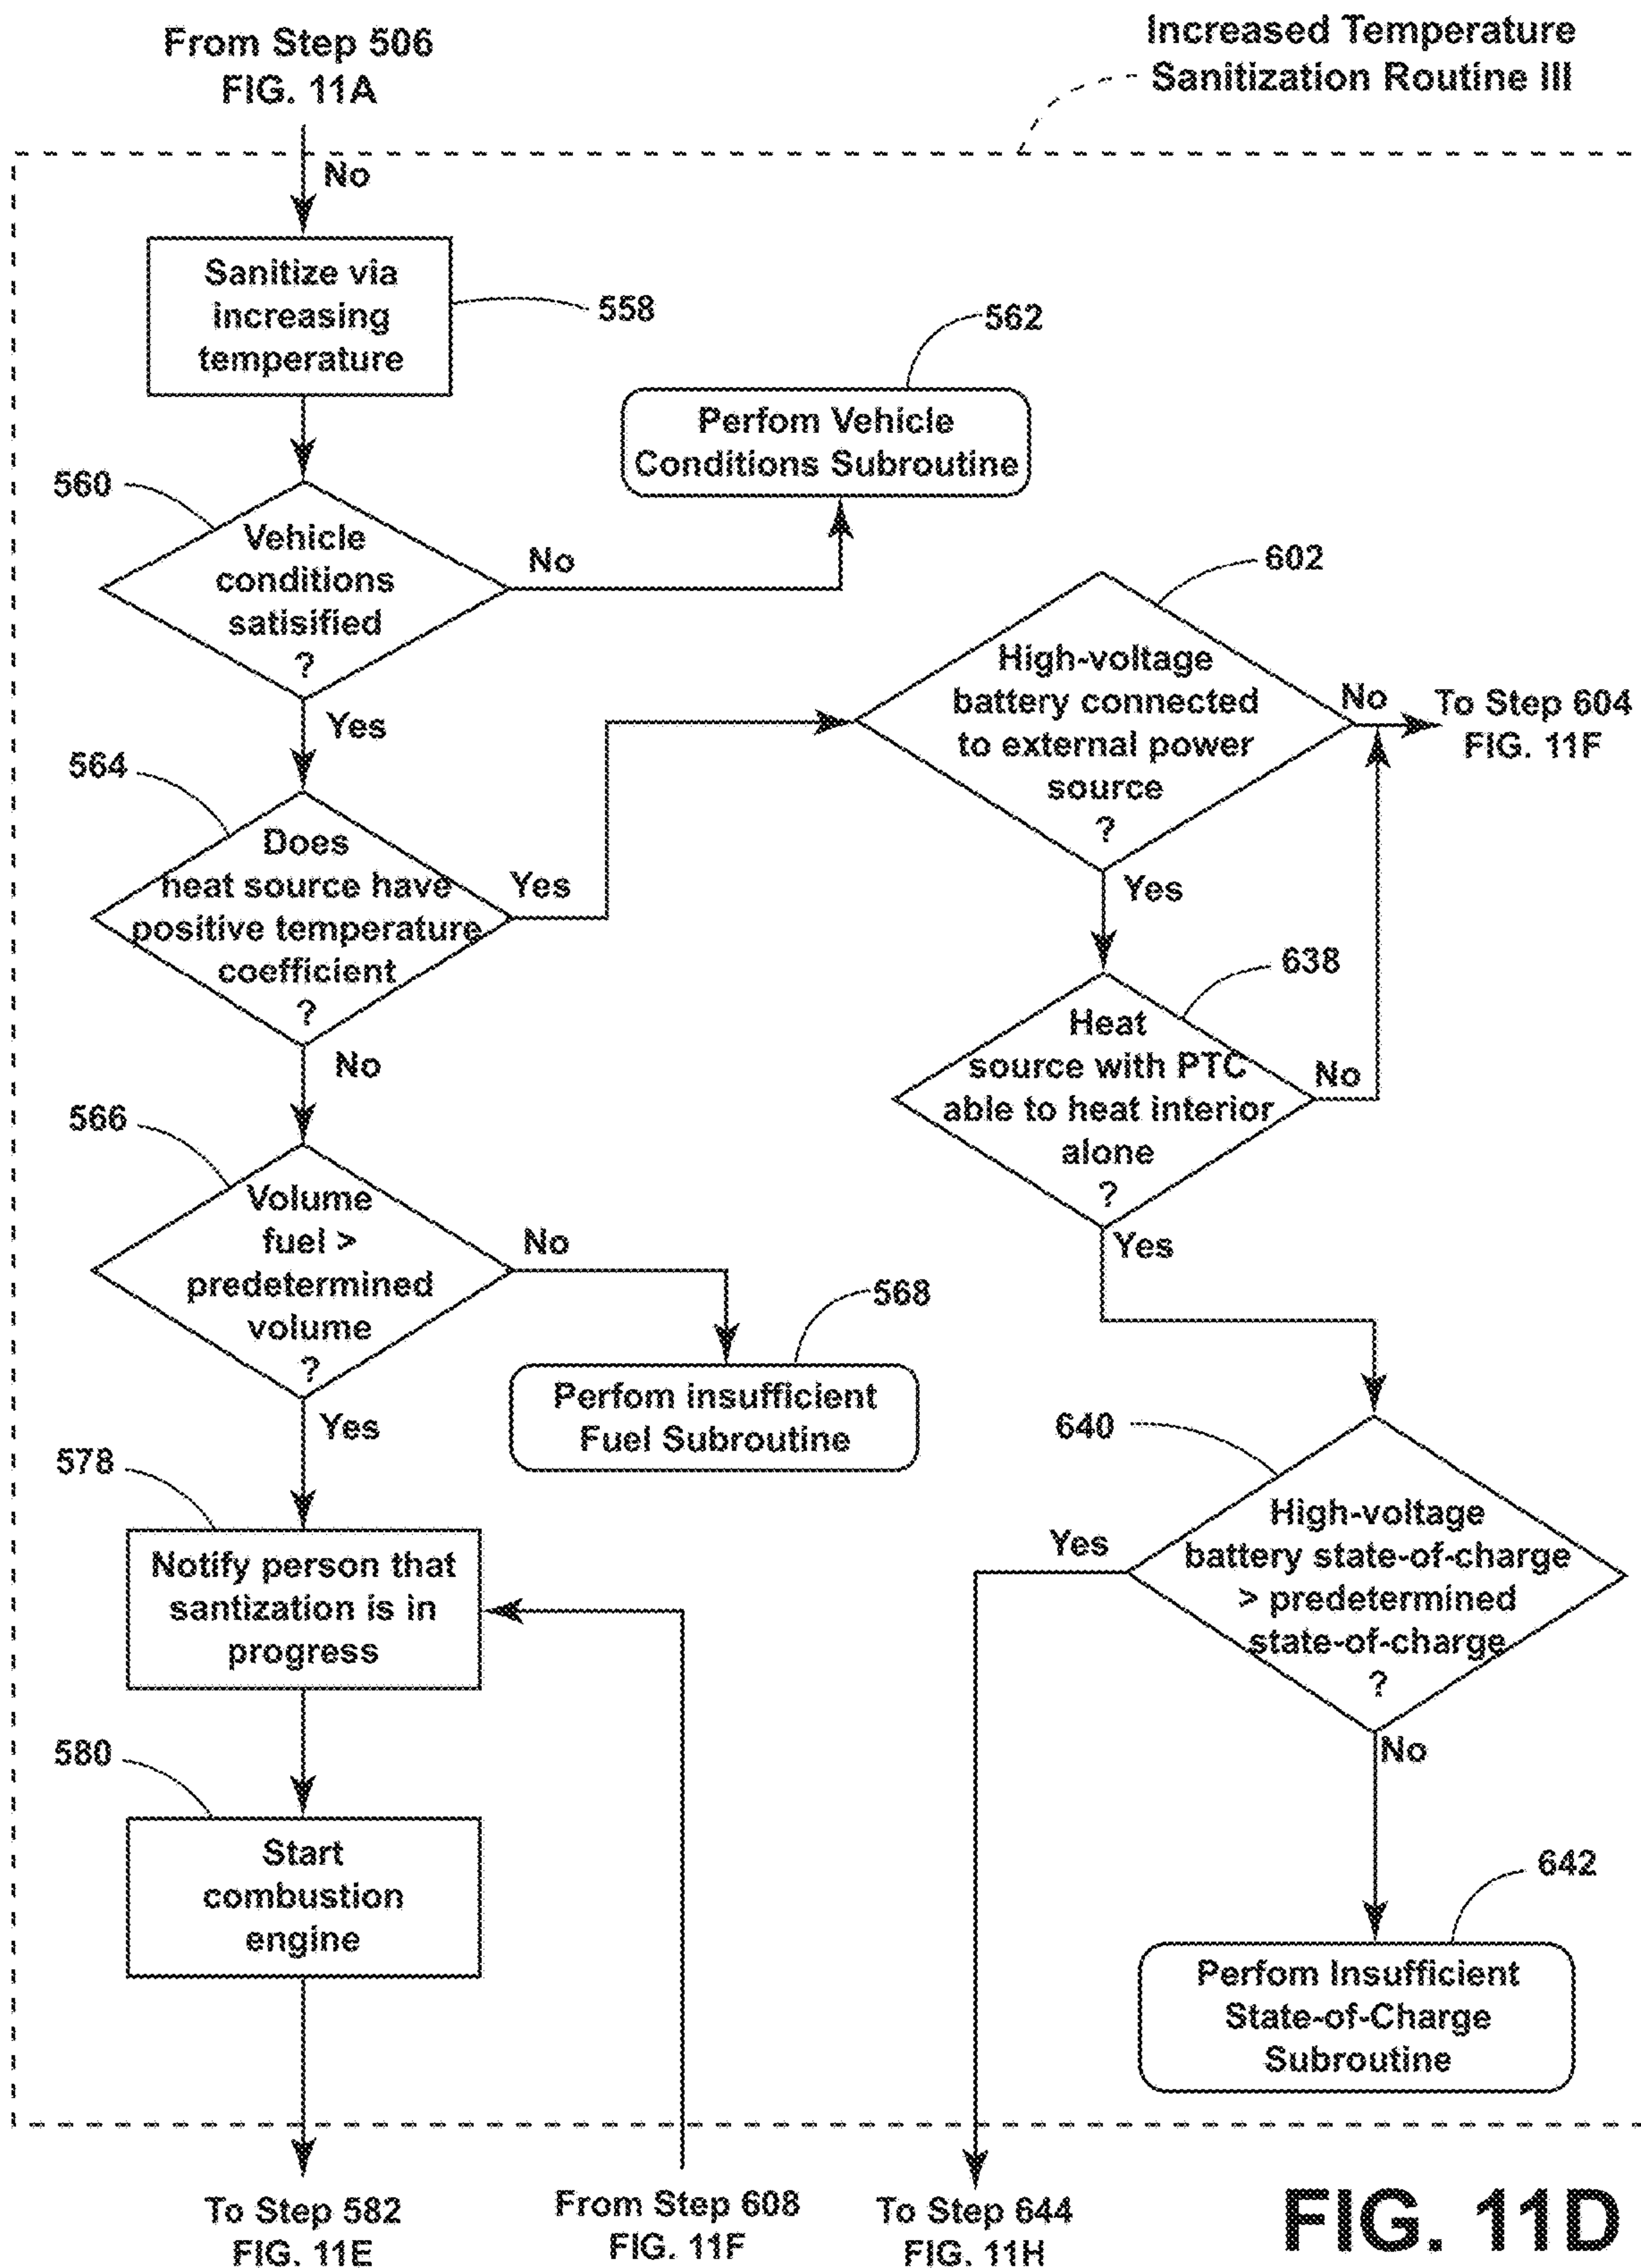 From Step 506
FIG. 11A
Increased Temperature
Sanitization Routine III
No
Sanitize via
increasing
temperature
558
562
Perfom Vehicle
Conditions Subroutine
560
Vehicle
conditions
satisified
?
No
Yes
602
High-voltage
battery connected
to external power
source
?
No
To Step 604
FIG. 11F
Yes
564
Does
heat source have
positive temperature
coefficient
?
Yes
No
638
Heat
source with PTC
able to heat interior
alone
?
No
Yes
566
Volume
fuel >
predetermined
volume
?
No
Yes
568
Perfom insufficient
Fuel Subroutine
640
High-voltage
battery state-of-charge
> predetermined
state-of-charge
?
Yes
No
578
Notify person that
santization is in
progress
580
Start
combustion
engine
642
Perfom Insufficient
State-of-Charge
Subroutine
To Step 582
FIG. 11E
From Step 608
FIG. 11F
To Step 644
FIG. 11H
FIG. 11D